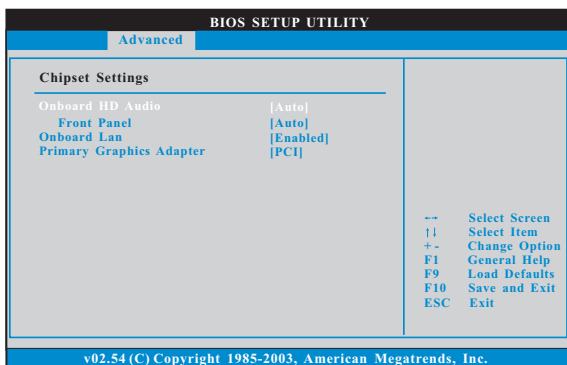 BIOS SETUP UTILITY
Advanced
Chipset Settings
Onboard HD Audio [Auto]
Front Panel [Auto]
Onboard Lan [Enabled]
Primary Graphics Adapter [PCI]
←→ Select Screen
↑↓ Select Item
+ - Change Option
F1 General Help
F9 Load Defaults
F10 Save and Exit
ESC Exit
v02.54 (C) Copyright 1985-2003, American Megatrends, Inc.